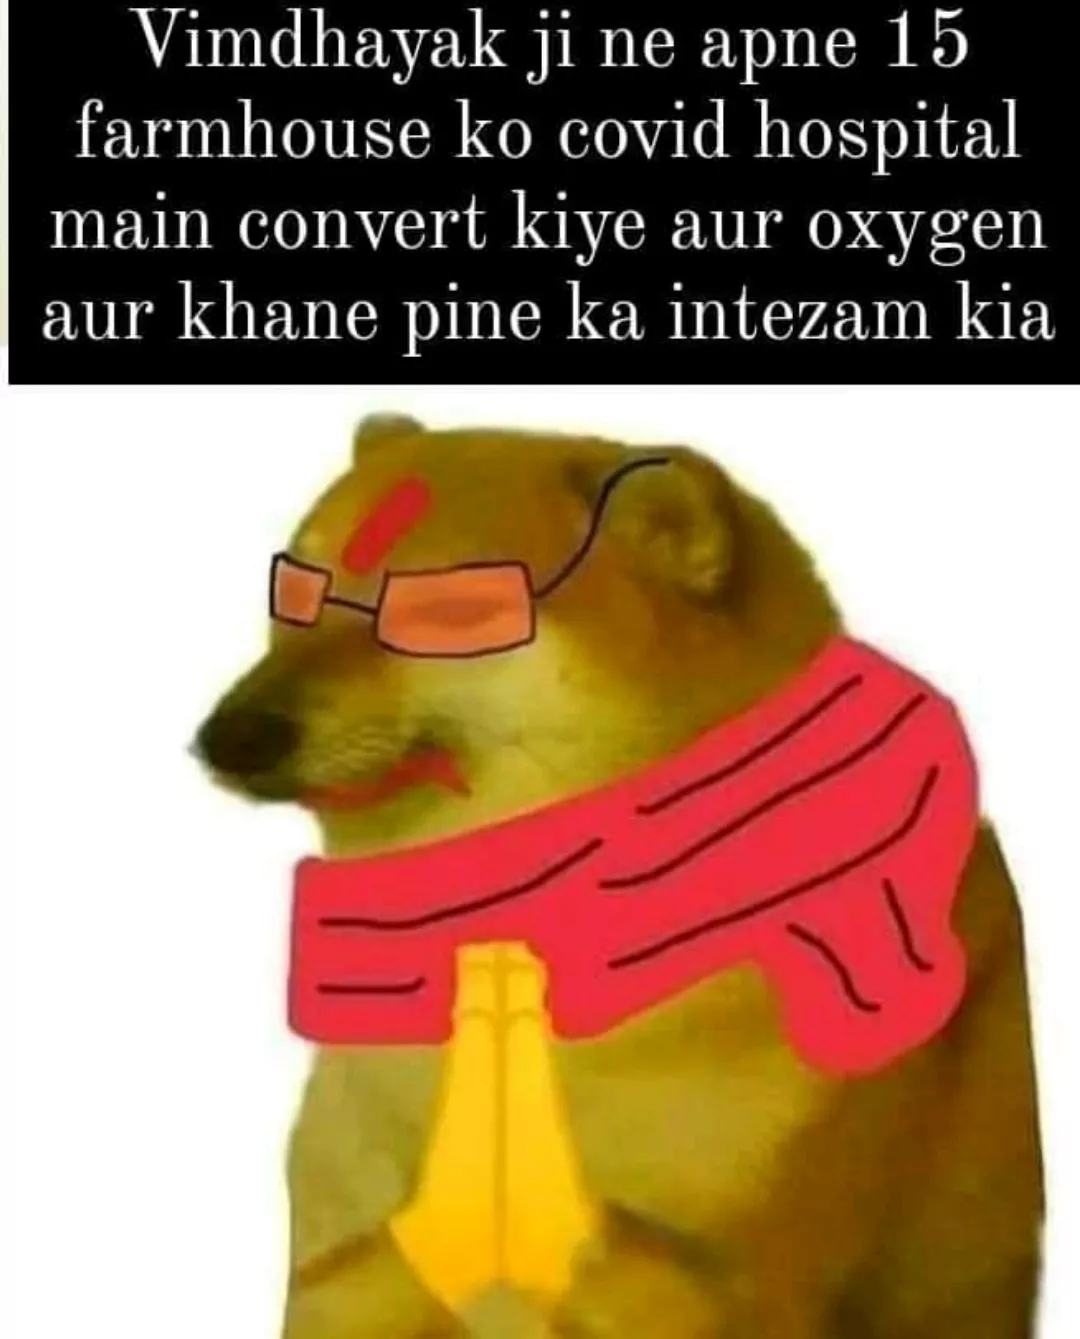 Vimdhayak ji ne apne 15
farmhouse ko covid hospital
main convert kiye aur oxygen
aur khane pine ka intezam kia